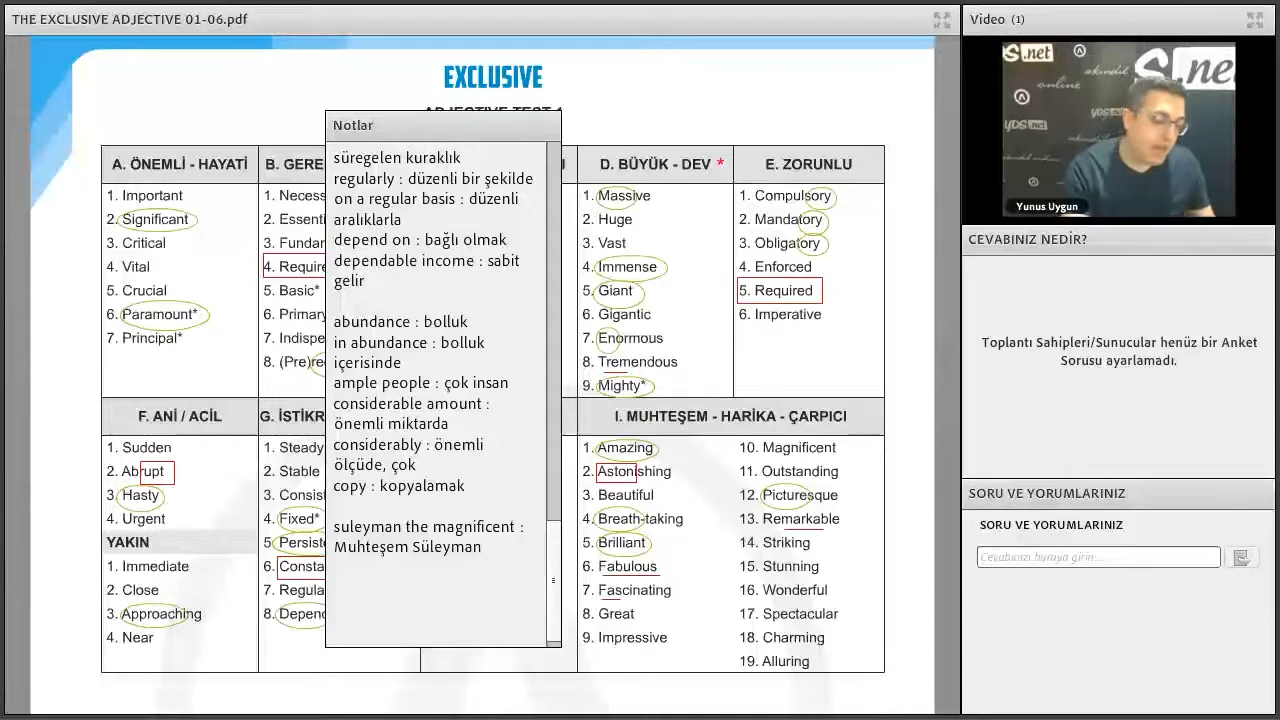 THE EXCLUSIVE ADJECTIVE 01-06.pdf
EXCLUSIVE
A. ÖNEMLİ - HAYATİ
1. Important
2. Significant
3. Critical
4. Vital
5. Crucial
6. Paramount*
7. Principal*
B. GERE
1. Necess
2. Essenti
3. Fundar
4. Require
5. Basic*
6. Primary
7. Indispe
8. (Pre)re
D. BÜYÜK - DEV *
1. Massive
2. Huge
3. Vast
4. Immense
5. Giant
6. Gigantic
7. Enormous
8. Tremendous
9. Mighty*
E. ZORUNLU
1. Compulsory
2. Mandatory
3. Obligatory
4. Enforced
5. Required
6. Imperative
F. ANİ / ACİL
1. Sudden
2. Abrupt
3 Hasty
4. Urgent
YAKIN
1. Immediate
2. Close
3. Approaching
4. Near
G. İSTİKR
1. Steady
2. Stable
3. Consist
4. Fixed*
5 Persiste
6. Consta
7. Regula
8. Depend
I. MUHTEŞEM - HARİKA - ÇARPICI
1. Amazing
2. Astonishing
3. Beautiful
4. Breath-taking
5. Brilliant
6. Fabulous
7. Fascinating
8. Great
9. Impressive
10. Magnificent
11. Outstanding
12. Picturesque
13. Remarkable
14. Striking
15. Stunning
16. Wonderful
17. Spectacular
18. Charming
19. Alluring
Notlar
süregelen kuraklık
regularly : düzenli bir şekilde
on a regular basis : düzenli
aralıklarla
depend on : bağlı olmak
dependable income : sabit
gelir
abundance : bolluk
in abundance : bolluk
içerisinde
ample people : çok insan
considerable amount :
önemli miktarda
considerably : önemli
ölçüde, çok
copy : kopyalamak
suleyman the magnificent :
Muhteşem Süleyman
Video (1)
S.net
S.ne
online
YDS.net
Yunus Uygun
CEVABINIZ NEDİR?
Toplantı Sahipleri/Sunucular henüz bir Anket
Sorusu ayarlamadı.
SORU VE YORUMLARINIZ
SORU VE YORUMLARINIZ
Cevabınızı buraya girin:...